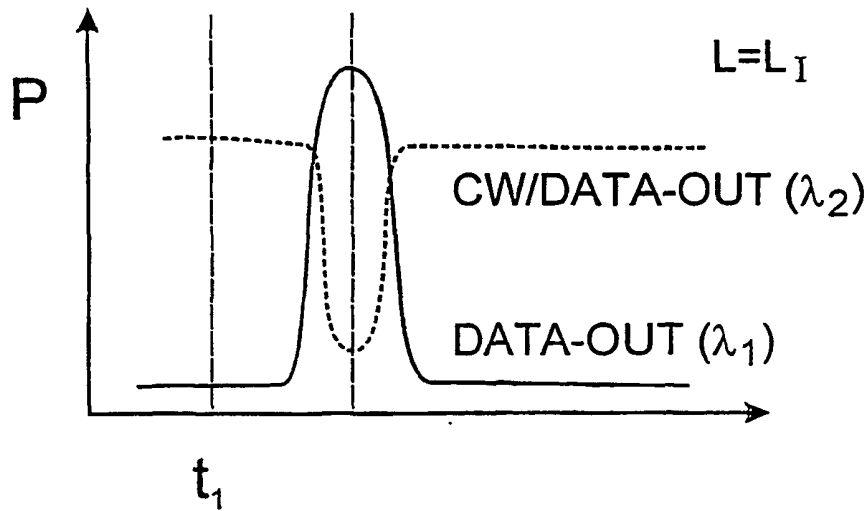 P
L=L_I
CW/DATA-OUT (λ₂)
DATA-OUT (λ₁)
t₁